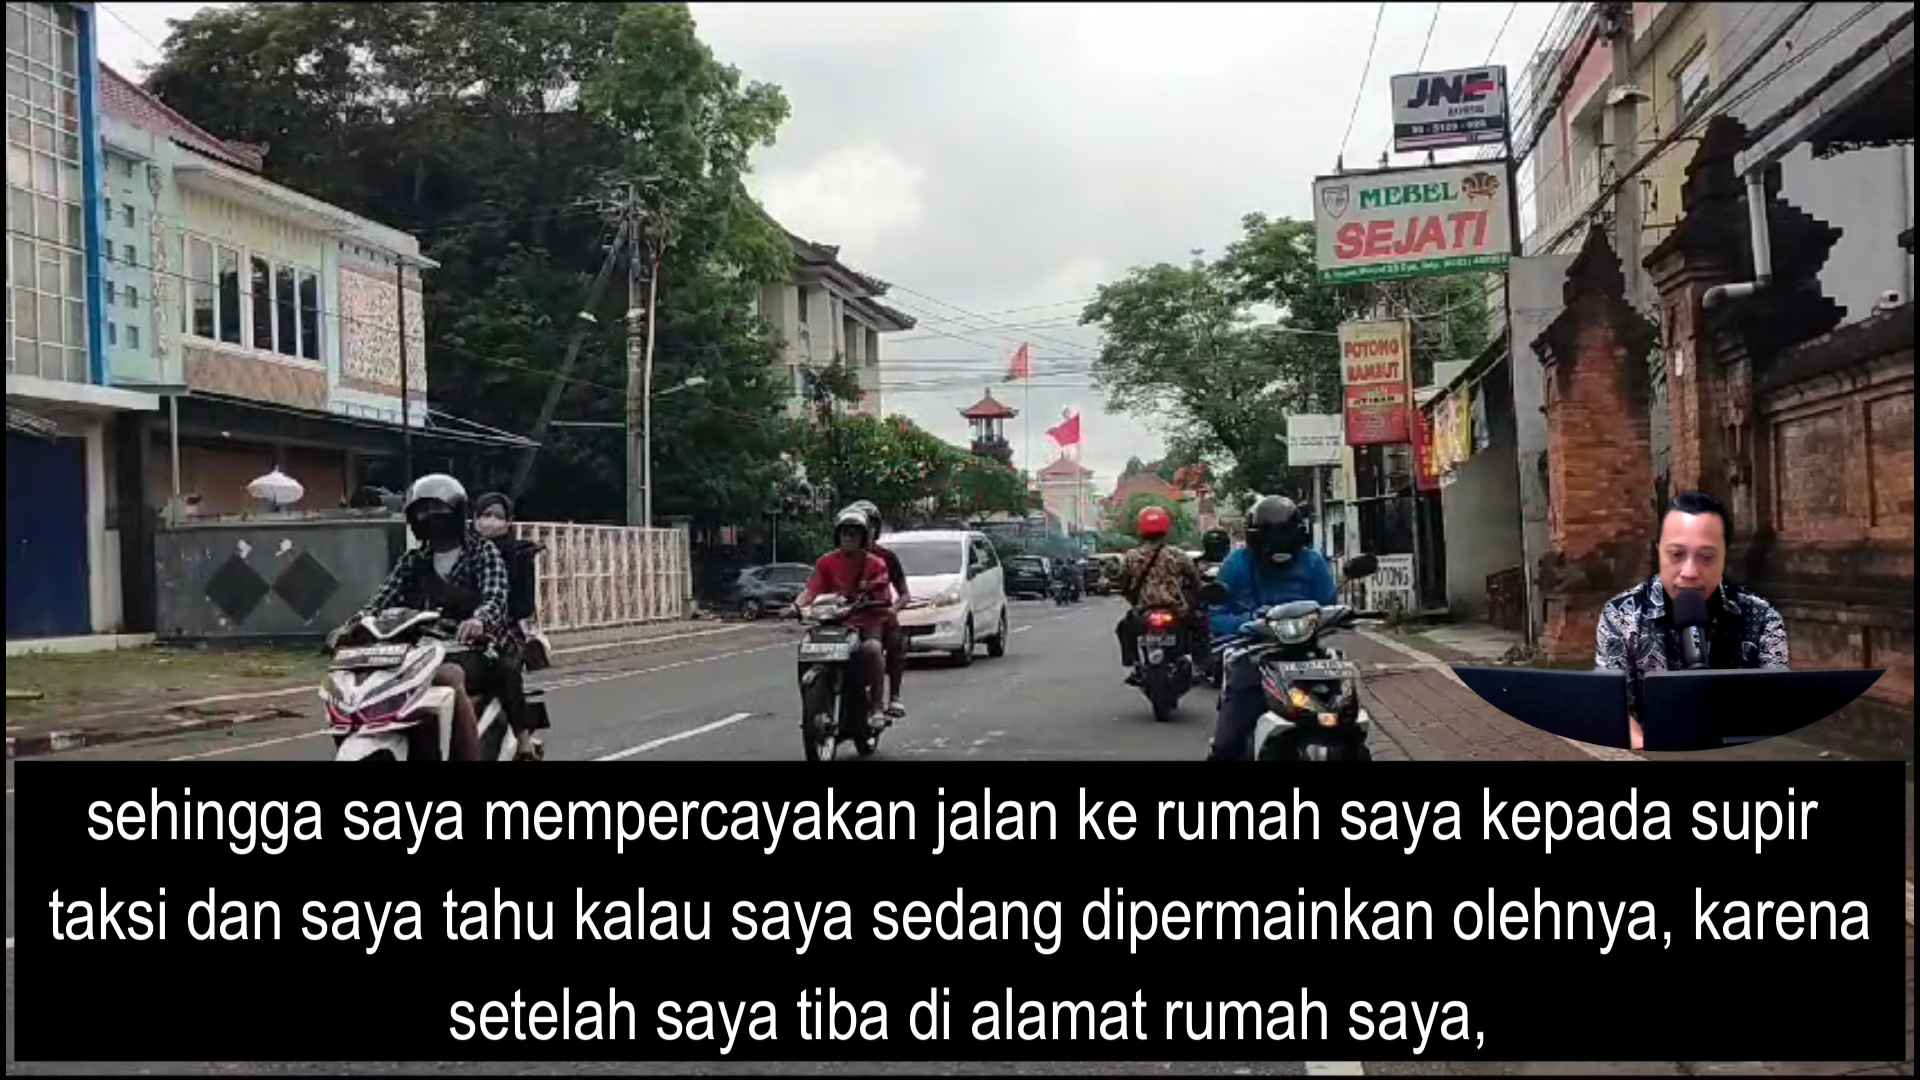 JNE
MEBEL
SEJATI
POTONG
RAMBUT
POTONG
sehingga saya mempercayakan jalan ke rumah saya kepada supir
taksi dan saya tahu kalau saya sedang dipermainkan olehnya, karena
setelah saya tiba di alamat rumah saya,